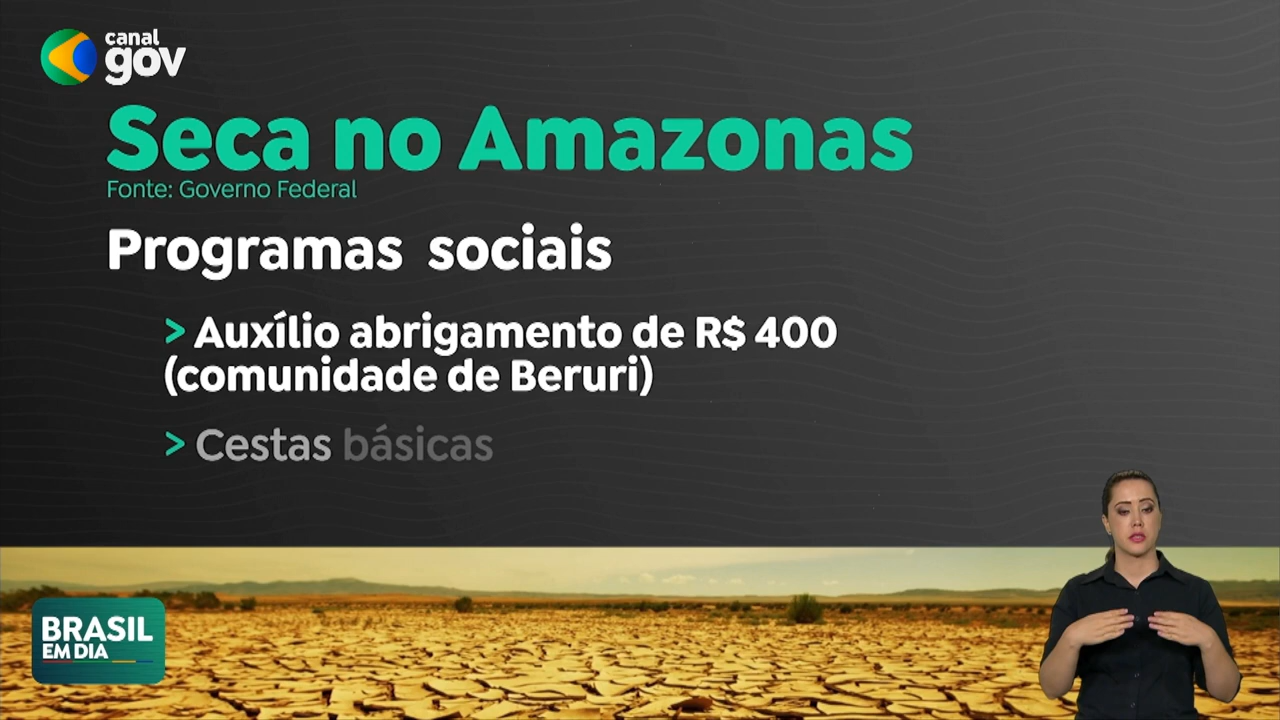 canal
gov
Seca no Amazonas
Fonte: Governo Federal
Programas sociais
> Auxílio abrigamento de R$ 400
(comunidade de Beruri)
> Cestas básicas
BRASIL
EM DIA